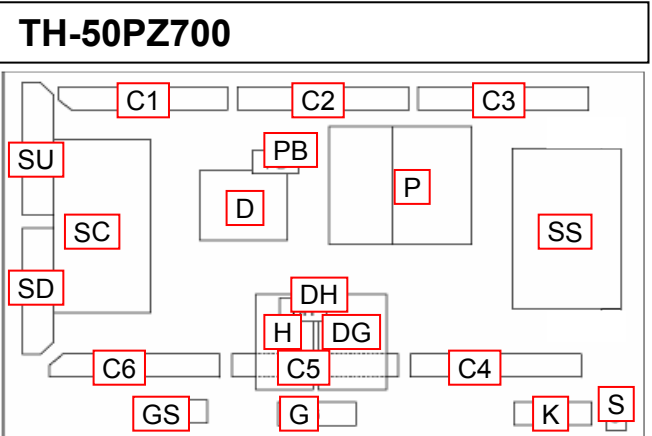 TH-50PZ700
C1 C2 C3
SU PB
D P
SC SS
SD DH
H DG
C6 C5 C4
GS G K S